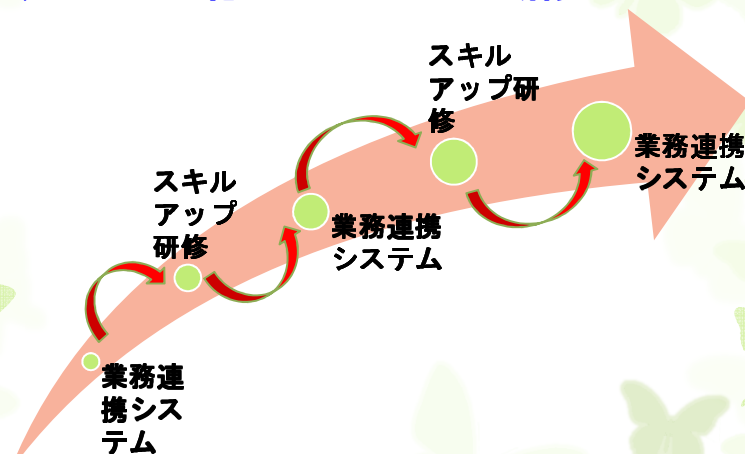 スキル
アップ研
修
業務連携
システム
スキル
アップ
研修
業務連携
システム
業務連
携シス
テム